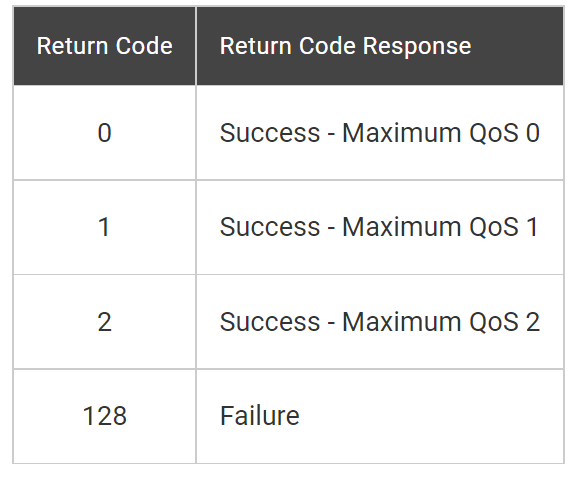 Return Code Return Code Response
0 Success - Maximum QoS 0
1 Success - Maximum QoS 1
2 Success - Maximum QoS 2
128 Failure